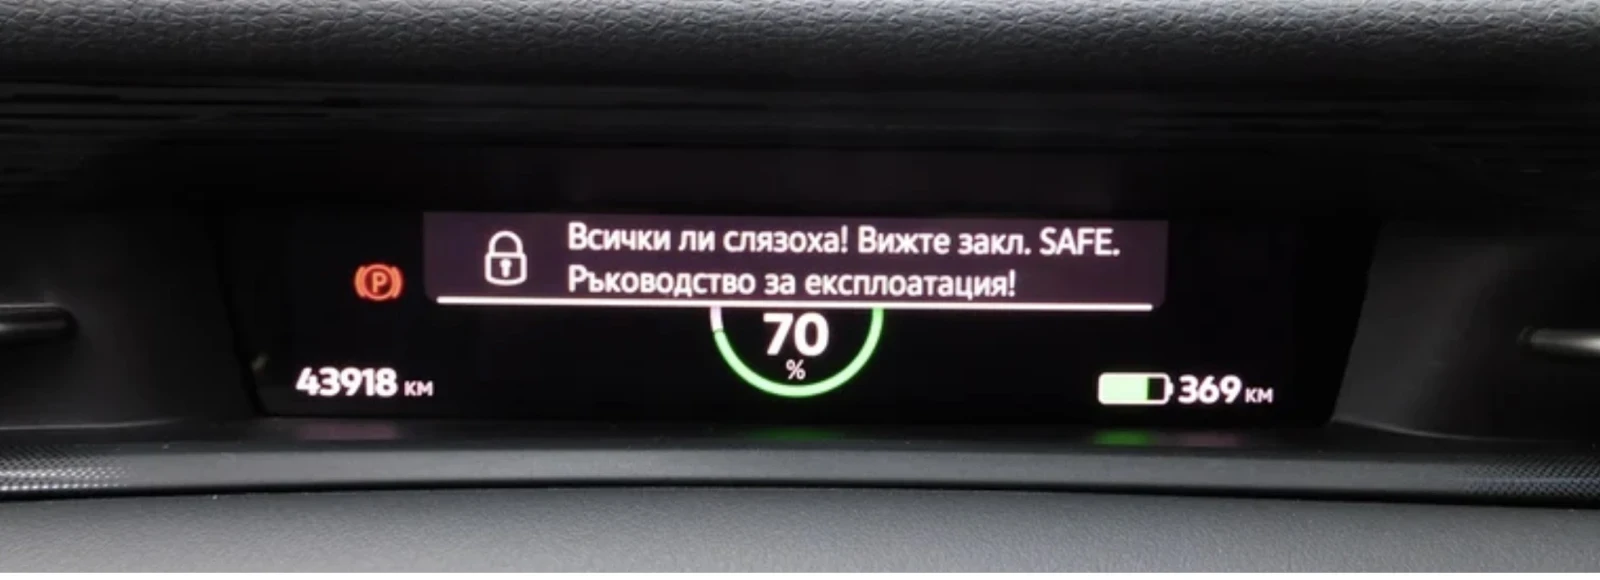 Всички ли слязоха! Вижте закл. SAFE.
Ръководство за експлоатация!
P
70
%
43918 км
369 км